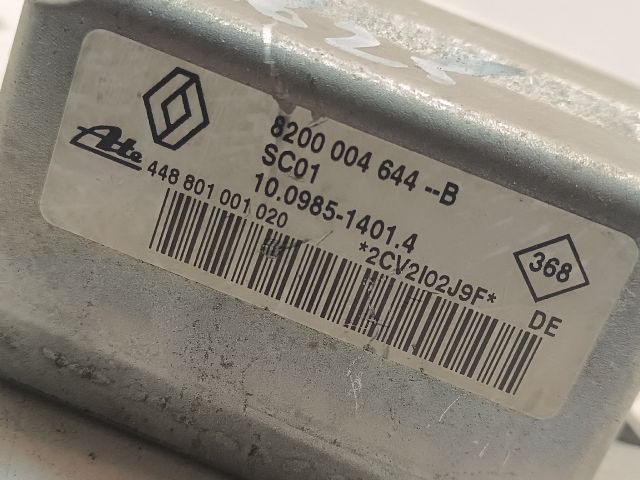 8200 004 644--B
Ate
SC01
448 801 001 020
10.0985-1401.4
*2CV2I02J9F*
368
DE